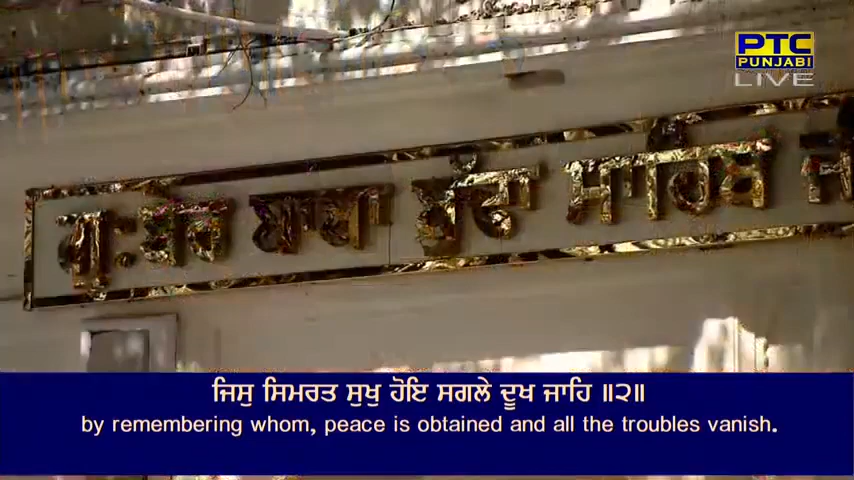 PTC
PUNJABI
LIVE
ਗੁ: ਬੇਰ ਬਾਬਾ ਬੁੱਢਾ ਸਾਹਿਬ ਜੀ
ਜਿਸੁ ਸਿਮਰਤ ਸੁਖੁ ਹੋਇ ਸਗਲੇ ਦੂਖ ਜਾਹਿ ॥੨॥
by remembering whom, peace is obtained and all the troubles vanish.